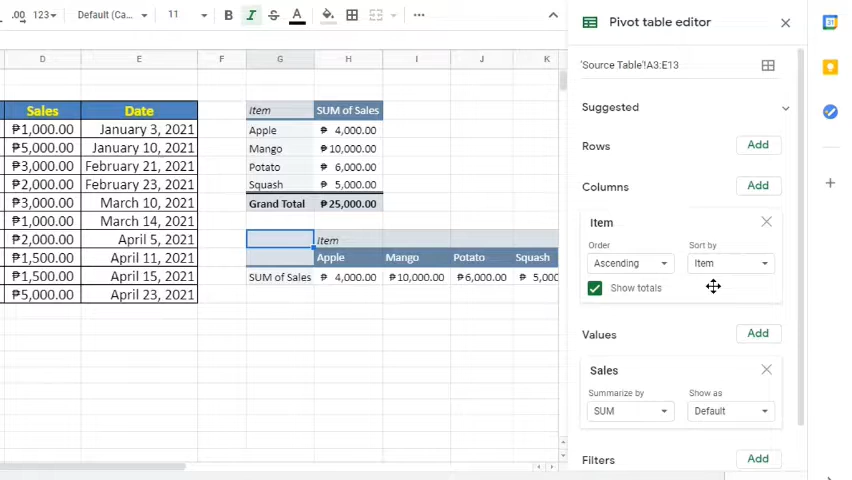 .00 123 Default (Ca... 11 B I S A ...
Pivot table editor
'Source Table'!A3:E13
Suggested
Rows Add
Columns Add
Item
Order Sort by
Ascending Item
Show totals
Values Add
Sales
Summarize by Show as
SUM Default
Filters Add
D E F G H I J K
Sales Date
₱1,000.00 January 3, 2021
₱5,000.00 January 10, 2021
₱3,000.00 February 21, 2021
₱2,000.00 February 23, 2021
₱3,000.00 March 10, 2021
₱1,000.00 March 14, 2021
₱2,000.00 April 5, 2021
₱1,500.00 April 11, 2021
₱1,500.00 April 15, 2021
₱5,000.00 April 23, 2021
Item SUM of Sales
Apple ₱ 4,000.00
Mango ₱10,000.00
Potato ₱ 6,000.00
Squash ₱ 5,000.00
Grand Total ₱25,000.00
Item
Apple Mango Potato Squash
SUM of Sales ₱ 4,000.00 ₱10,000.00 ₱6,000.00 ₱ 5,000
31